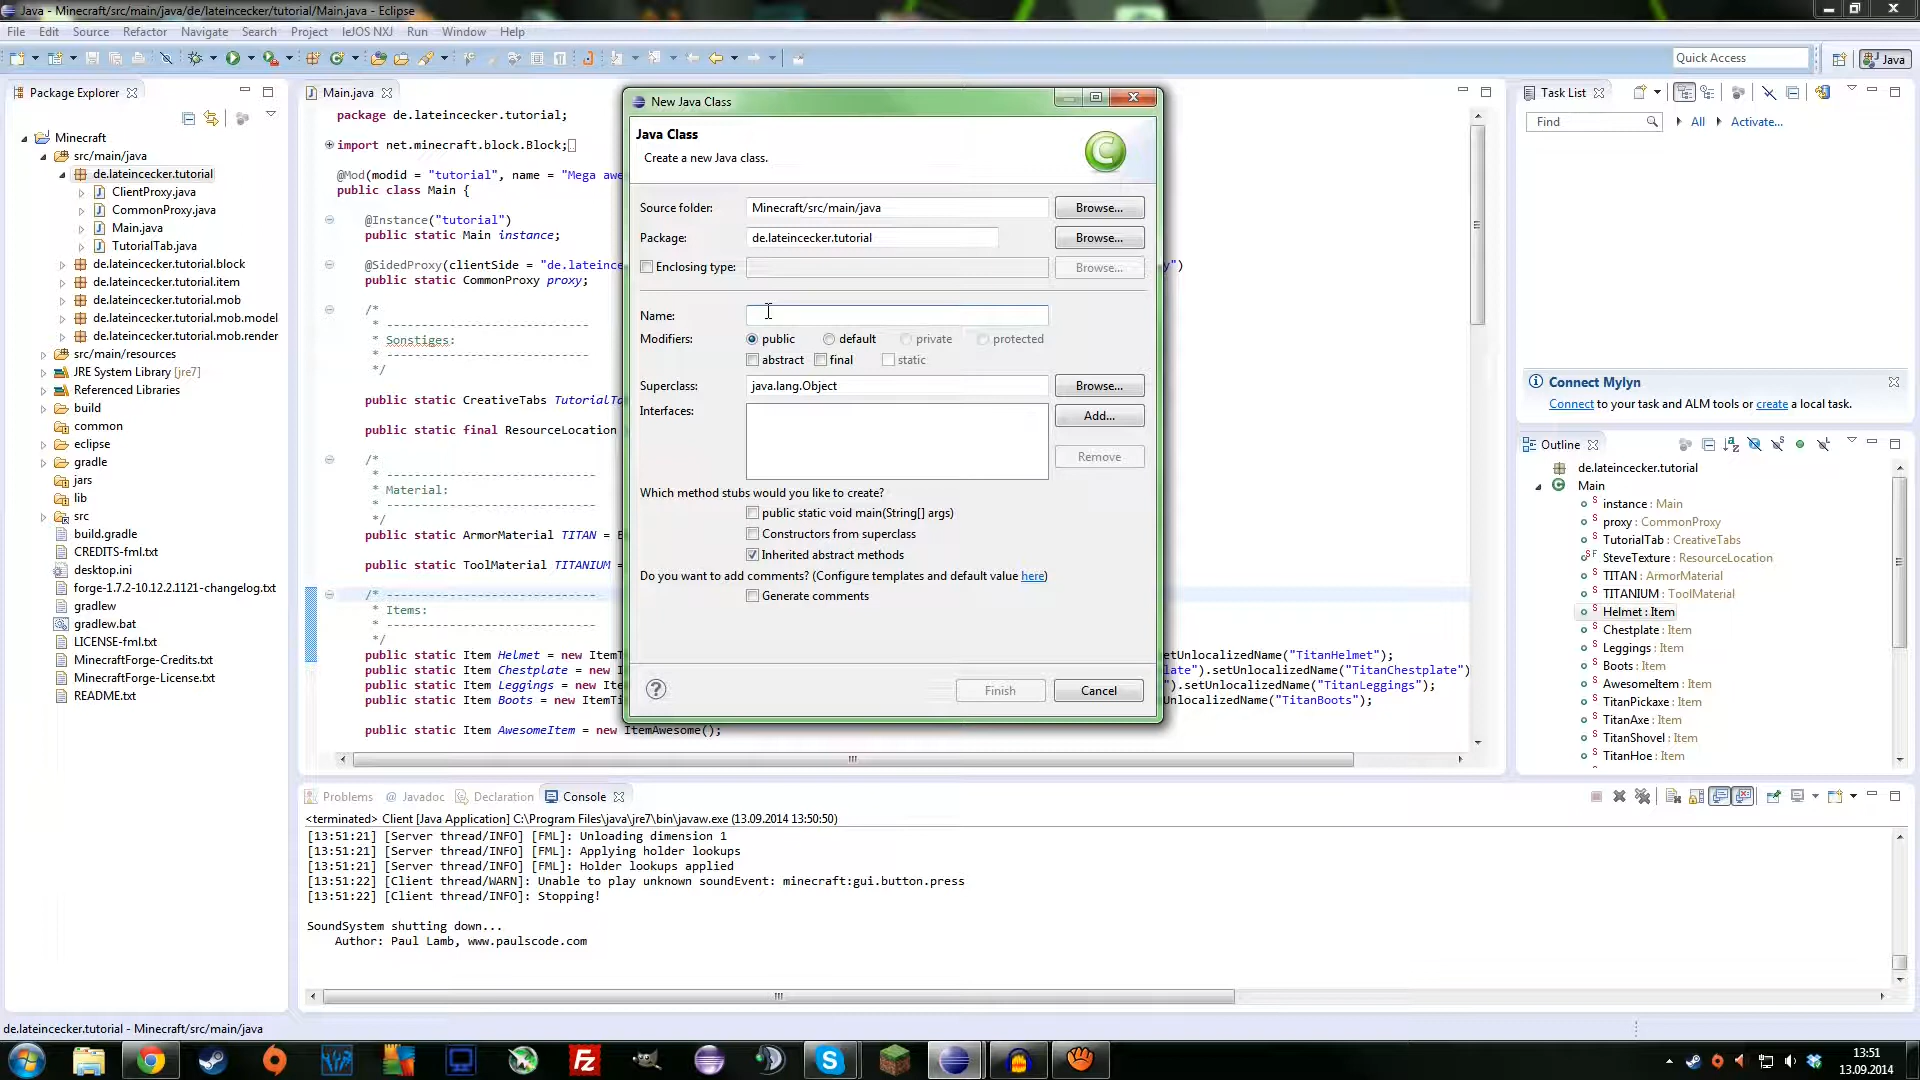 Java - Minecraft/src/main/java/de/lateincecker/tutorial/Main.java - Eclipse
File Edit Source Refactor Navigate Search Project leJOS NXJ Run Window Help
Quick Access
Java
Package Explorer
Minecraft
src/main/java
de.lateincecker.tutorial
ClientProxy.java
CommonProxy.java
Main.java
TutorialTab.java
de.lateincecker.tutorial.block
de.lateincecker.tutorial.item
de.lateincecker.tutorial.mob
de.lateincecker.tutorial.mob.model
de.lateincecker.tutorial.mob.render
src/main/resources
JRE System Library [jre7]
Referenced Libraries
build
common
eclipse
gradle
jars
lib
src
build.gradle
CREDITS-fml.txt
desktop.ini
forge-1.7.2-10.12.2.1121-changelog.txt
gradlew
gradlew.bat
LICENSE-fml.txt
MinecraftForge-Credits.txt
MinecraftForge-License.txt
README.txt
Main.java
package de.lateincecker.tutorial;
import net.minecraft.block.Block;
@Mod(modid = "tutorial", name = "Mega awe
public class Main {
@Instance("tutorial")
public static Main instance;
@SidedProxy(clientSide = "de.lateince y")
public static CommonProxy proxy;
/*
* ---------------------------
* Sonstiges:
* ---------------------------
*/
public static CreativeTabs TutorialTa
public static final ResourceLocation
/*
* ----------------------------
* Material:
* ----------------------------
*/
public static ArmorMaterial TITAN = E
public static ToolMaterial TITANIUM =
/* ----------------------------
* Items:
* ----------------------------
*/
public static Item Helmet = new ItemT etUnlocalizedName("TitanHelmet");
public static Item Chestplate = new I late").setUnlocalizedName("TitanChestplate")
public static Item Leggings = new Ite ").setUnlocalizedName("TitanLeggings");
public static Item Boots = new ItemTi UnlocalizedName("TitanBoots");
public static Item AwesomeItem = new ItemAwesome();
New Java Class
Java Class
Create a new Java class.
Source folder: Minecraft/src/main/java Browse...
Package: de.lateincecker.tutorial Browse...
Enclosing type: Browse...
Name:
Modifiers: public default private protected
abstract final static
Superclass: java.lang.Object Browse...
Interfaces: Add...
Remove
Which method stubs would you like to create?
public static void main(String[] args)
Constructors from superclass
Inherited abstract methods
Do you want to add comments? (Configure templates and default value here)
Generate comments
? Finish Cancel
Task List
Find All Activate...
Connect Mylyn
Connect to your task and ALM tools or create a local task.
Outline
de.lateincecker.tutorial
Main
instance : Main
proxy : CommonProxy
TutorialTab : CreativeTabs
SteveTexture : ResourceLocation
TITAN : ArmorMaterial
TITANIUM : ToolMaterial
Helmet : Item
Chestplate : Item
Leggings : Item
Boots : Item
AwesomeItem : Item
TitanPickaxe : Item
TitanAxe : Item
TitanShovel : Item
TitanHoe : Item
Problems Javadoc Declaration Console
<terminated> Client [Java Application] C:\Program Files\java\jre7\bin\javaw.exe (13.09.2014 13:50:50)
[13:51:21] [Server thread/INFO] [FML]: Unloading dimension 1
[13:51:21] [Server thread/INFO] [FML]: Applying holder lookups
[13:51:21] [Server thread/INFO] [FML]: Holder lookups applied
[13:51:22] [Client thread/WARN]: Unable to play unknown soundEvent: minecraft:gui.button.press
[13:51:22] [Client thread/INFO]: Stopping!
SoundSystem shutting down...
Author: Paul Lamb, www.paulscode.com
de.lateincecker.tutorial - Minecraft/src/main/java
13:51
13.09.2014